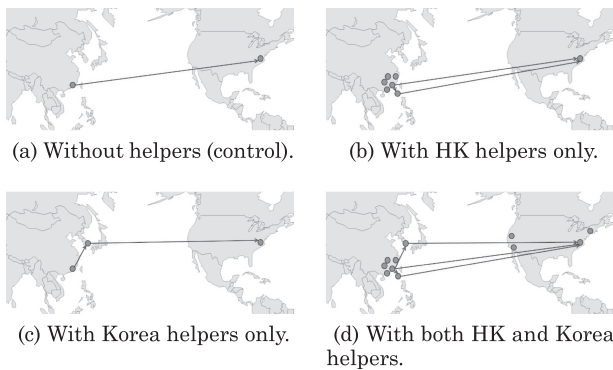 (a) Without helpers (control).
(b) With HK helpers only.
(c) With Korea helpers only.
(d) With both HK and Korea
helpers.